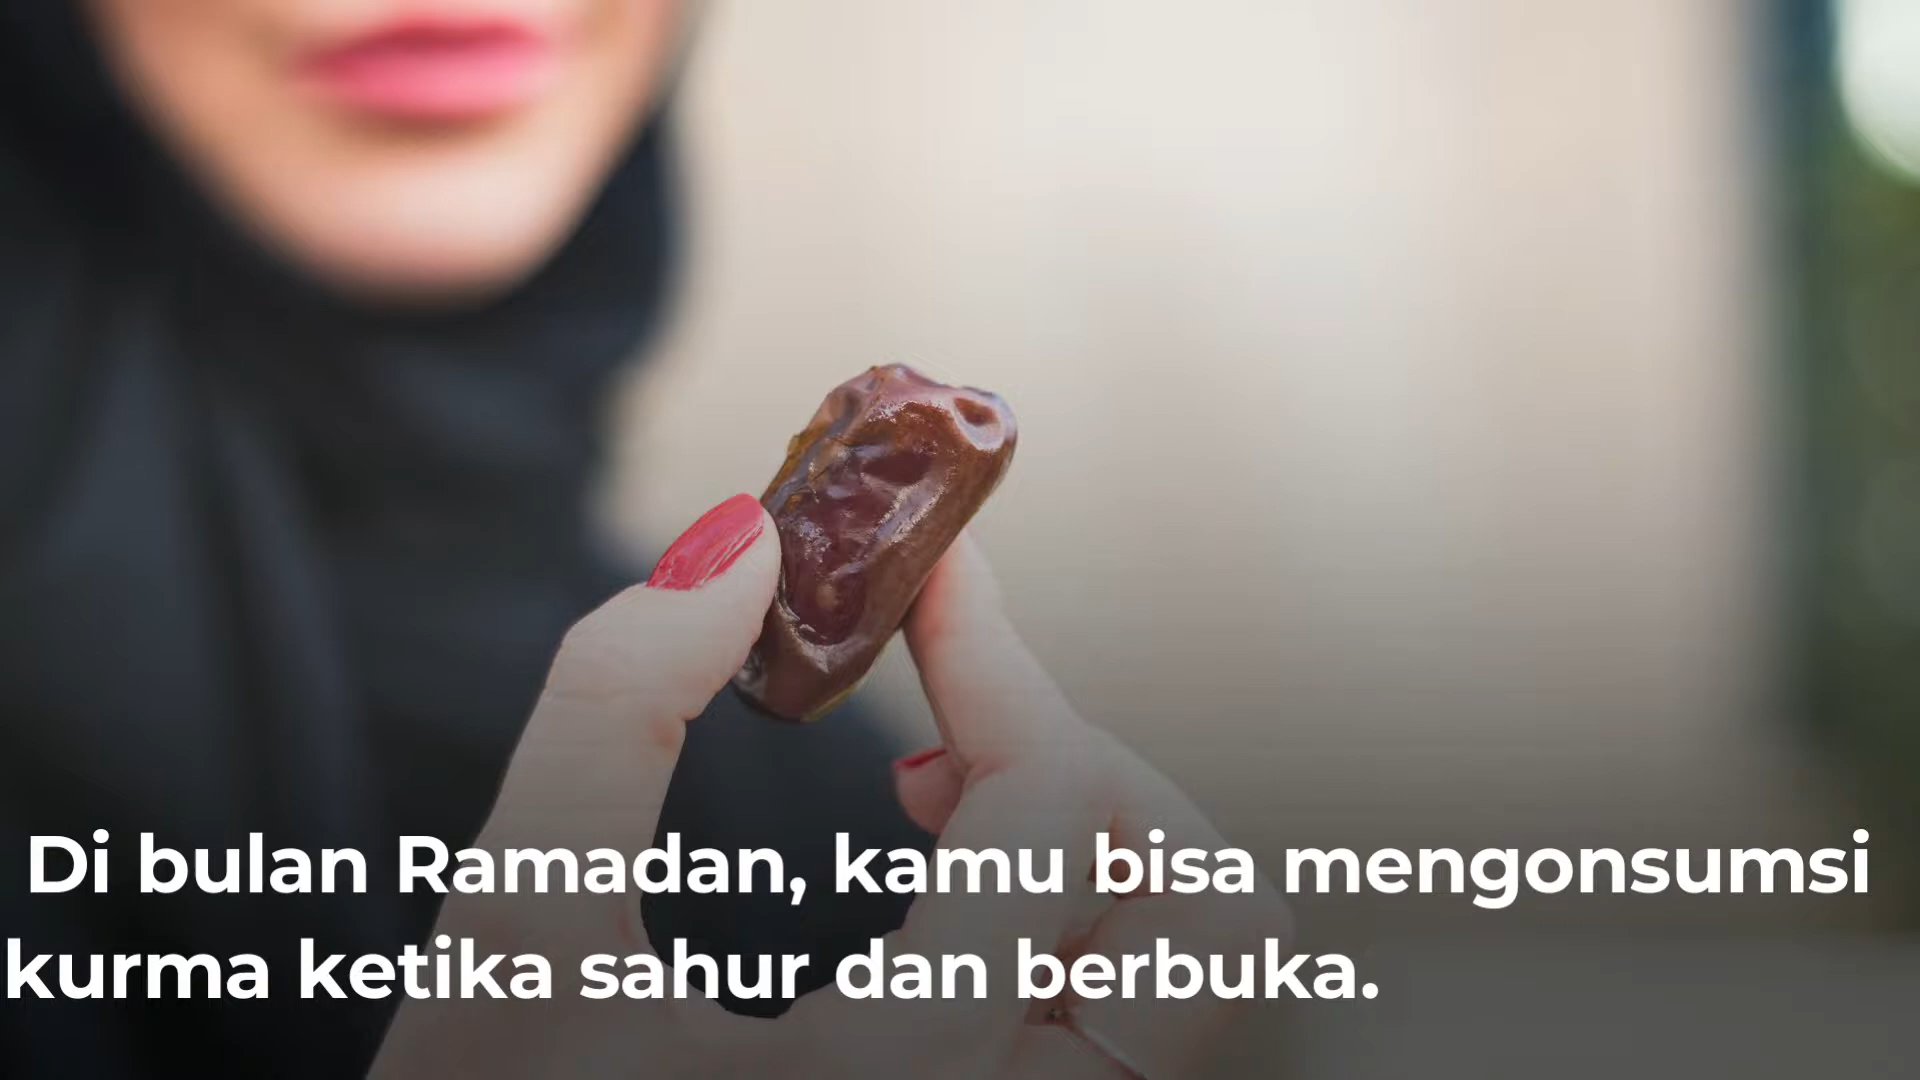 Di bulan Ramadan, kamu bisa mengonsumsi
kurma ketika sahur dan berbuka.